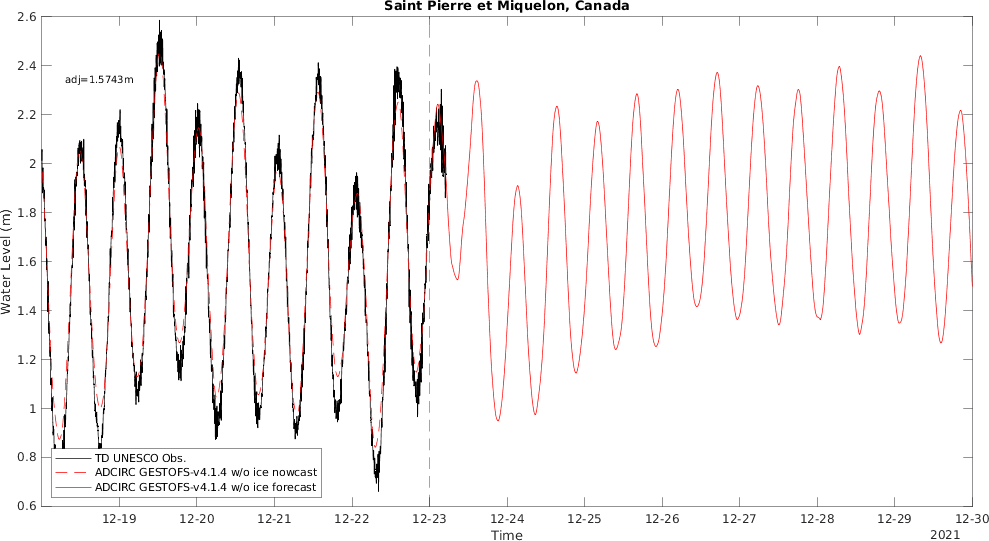 Saint Pierre et Miquelon, Canada
2.6
2.4
2.2
2
1.8
1.6
1.4
1.2
1
0.8
0.6
Water Level (m)
adj=1.5743m
TD UNESCO Obs.
ADCIRC GESTOFS-v4.1.4 w/o ice nowcast
ADCIRC GESTOFS-v4.1.4 w/o ice forecast
12-19 12-20 12-21 12-22 12-23 12-24 12-25 12-26 12-27 12-28 12-29 12-30
Time
2021